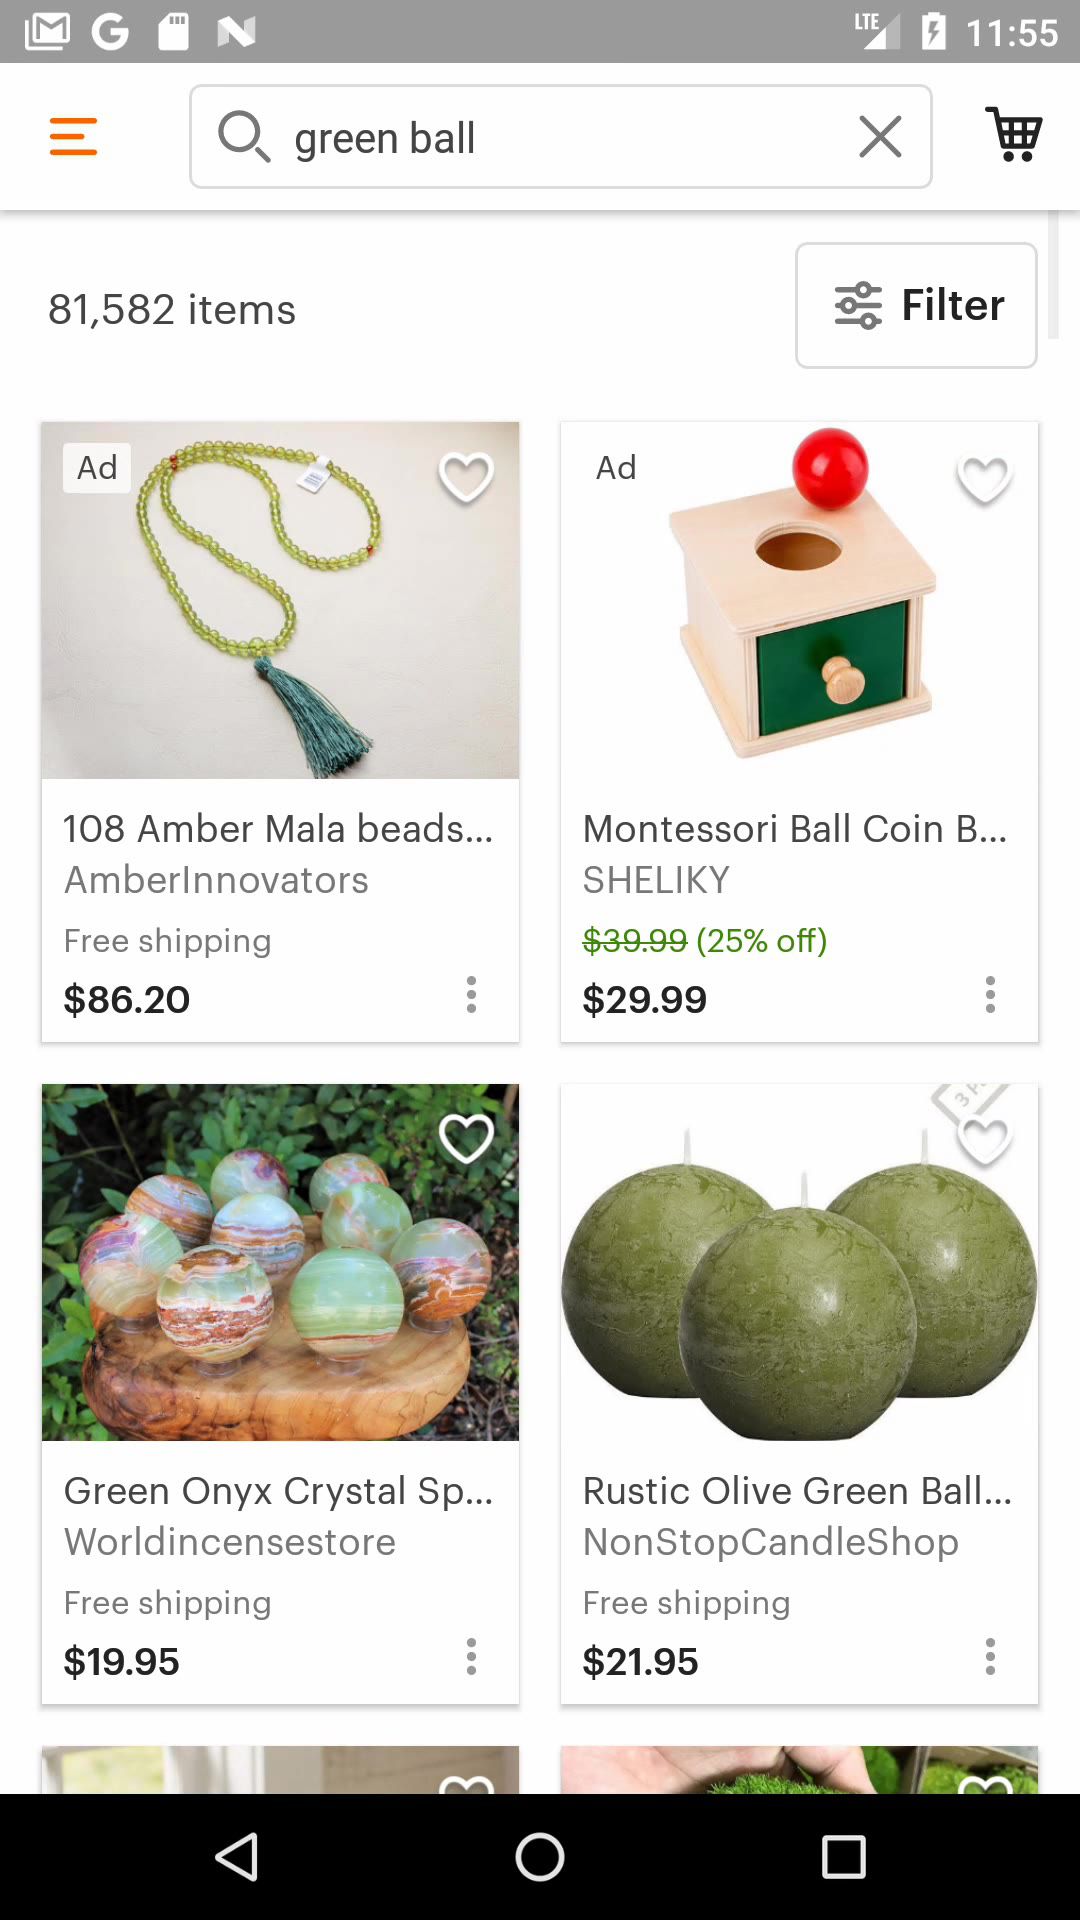 LTE 11:55
green ball
81,582 items
Filter
Ad
Ad
108 Amber Mala beads...
AmberInnovators
Free shipping
$86.20
Montessori Ball Coin B...
SHELIKY
$39.99 (25% off)
$29.99
3
Green Onyx Crystal Sp...
Worldincensestore
Free shipping
$19.95
Rustic Olive Green Ball...
NonStopCandleShop
Free shipping
$21.95